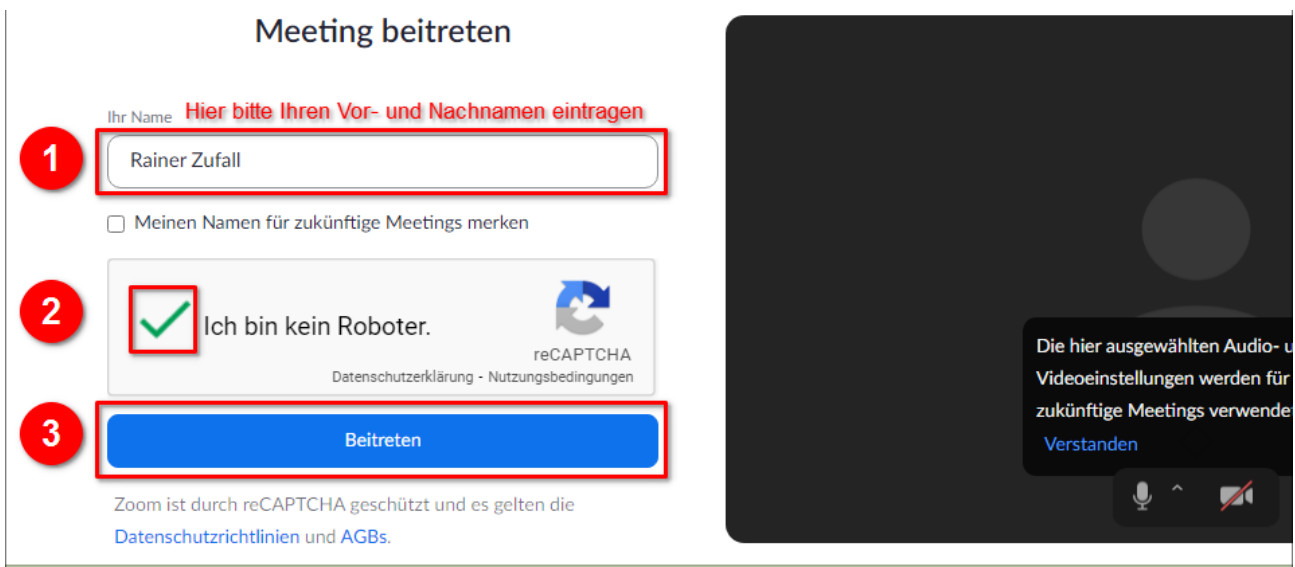 Meeting beitreten
Ihr Name Hier bitte Ihren Vor- und Nachnamen eintragen
1
Rainer Zufall
Meinen Namen für zukünftige Meetings merken
2
Ich bin kein Roboter.
reCAPTCHA
Datenschutzerklärung - Nutzungsbedingungen
3
Beitreten
Zoom ist durch reCAPTCHA geschützt und es gelten die
Datenschutzrichtlinien und AGBs.
Die hier ausgewählten Audio-
Videoeinstellungen werden für
zukünftige Meetings
Verstanden